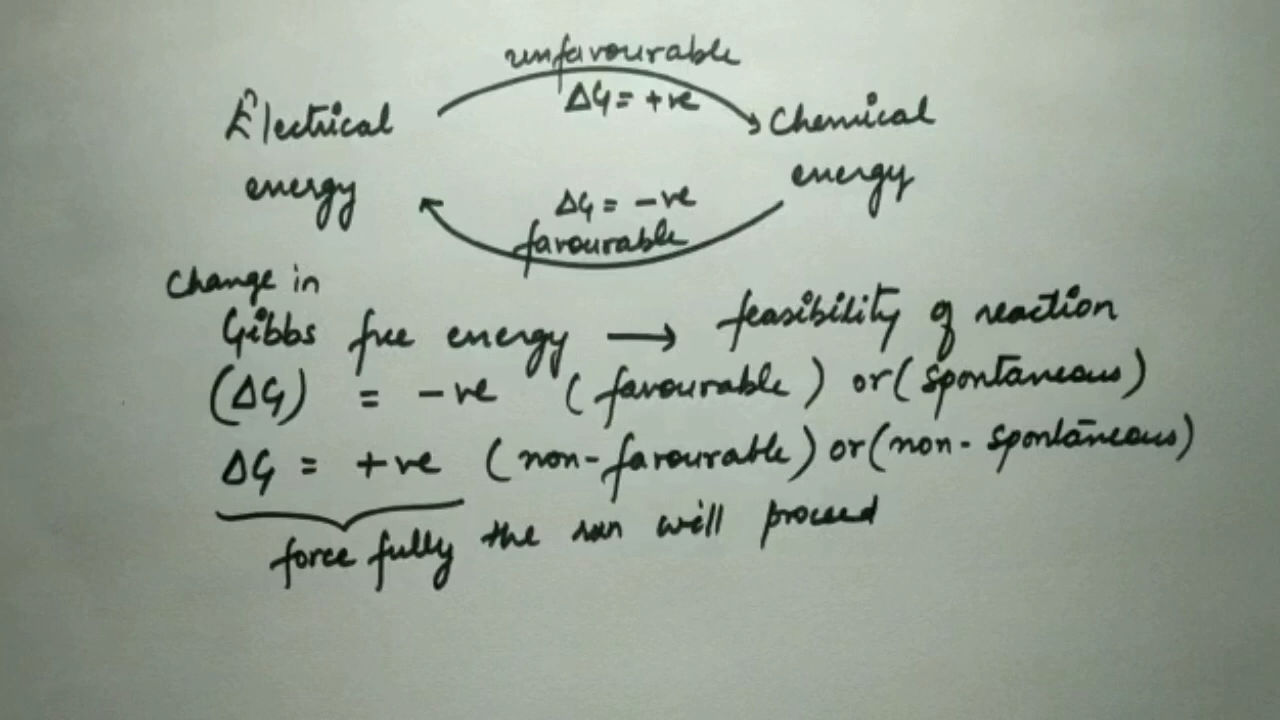 unfavourable
ΔG = +ve
Electrical Chemical
energy energy
ΔG = -ve
favourable
Change in
Gibbs free energy → feasibility of reaction
(ΔG) = -ve (favourable) or (spontaneous)
ΔG = +ve (non-favourable) or (non-spontaneous)
force fully the rxn will proceed